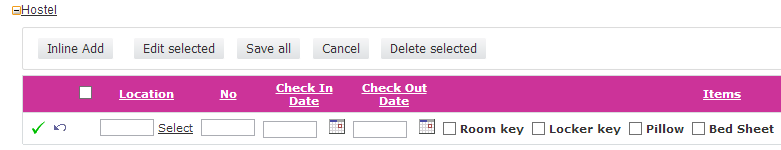 Hostel
Inline Add Edit selected Save all Cancel Delete selected
Location No Check In Date Check Out Date Items
Select Room key Locker key Pillow Bed Sheet